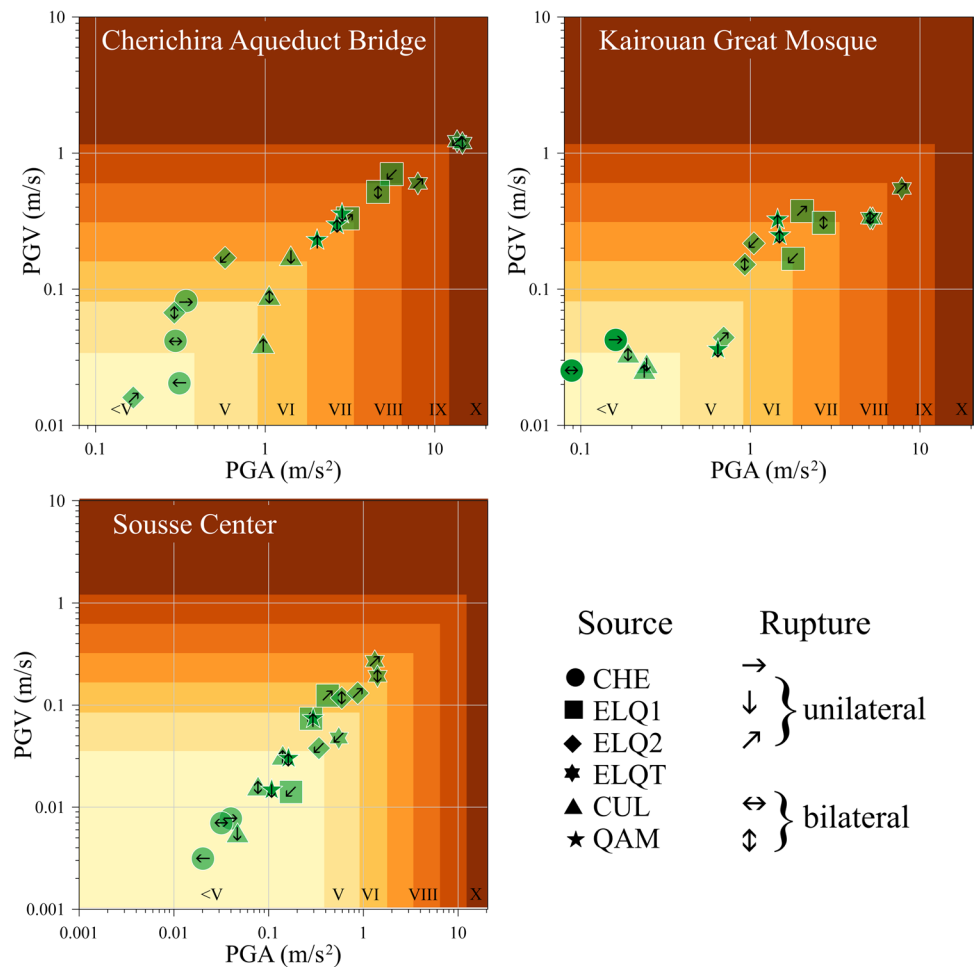 Cherichira Aqueduct Bridge
10
1
0.1
0.01
PGV (m/s)
<V V VI VII VIII IX X
0.1 1 10
PGA (m/s²)
Kairouan Great Mosque
10
1
0.1
0.01
PGV (m/s)
<V V VI VII VIII IX X
0.1 1 10
PGA (m/s²)
Sousse Center
10
1
0.1
0.01
0.001
PGV (m/s)
<V V VI VIII X
0.001 0.01 0.1 1 10
PGA (m/s²)
Source
CHE
ELQ1
ELQ2
ELQT
CUL
QAM
Rupture
unilateral
bilateral